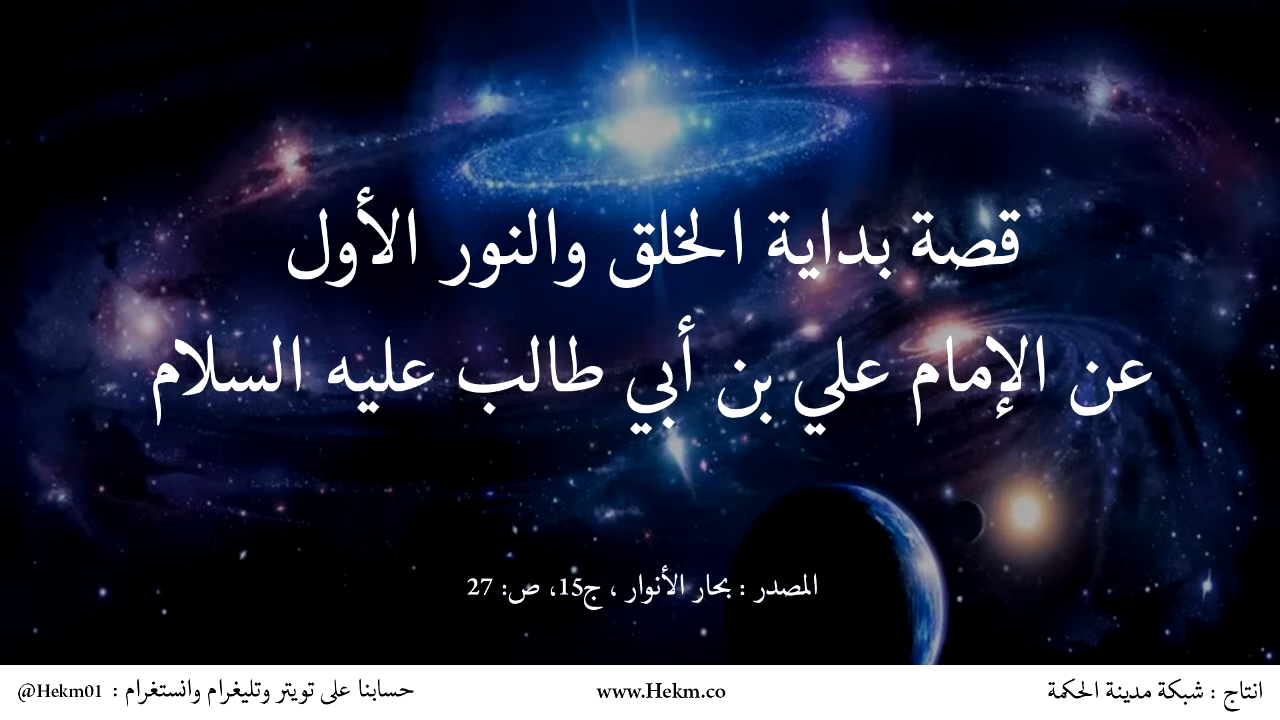 قصة بداية الخلق والنور الأول
عن الإمام علي بن أبي طالب عليه السلام
المصدر : بحار الأنوار ، ج15، ص: 27
انتاج : شبكة مدينة الحكمة
www.Hekm.co
حسابنا على تويتر وتليغرام وانستغرام : @Hekm01